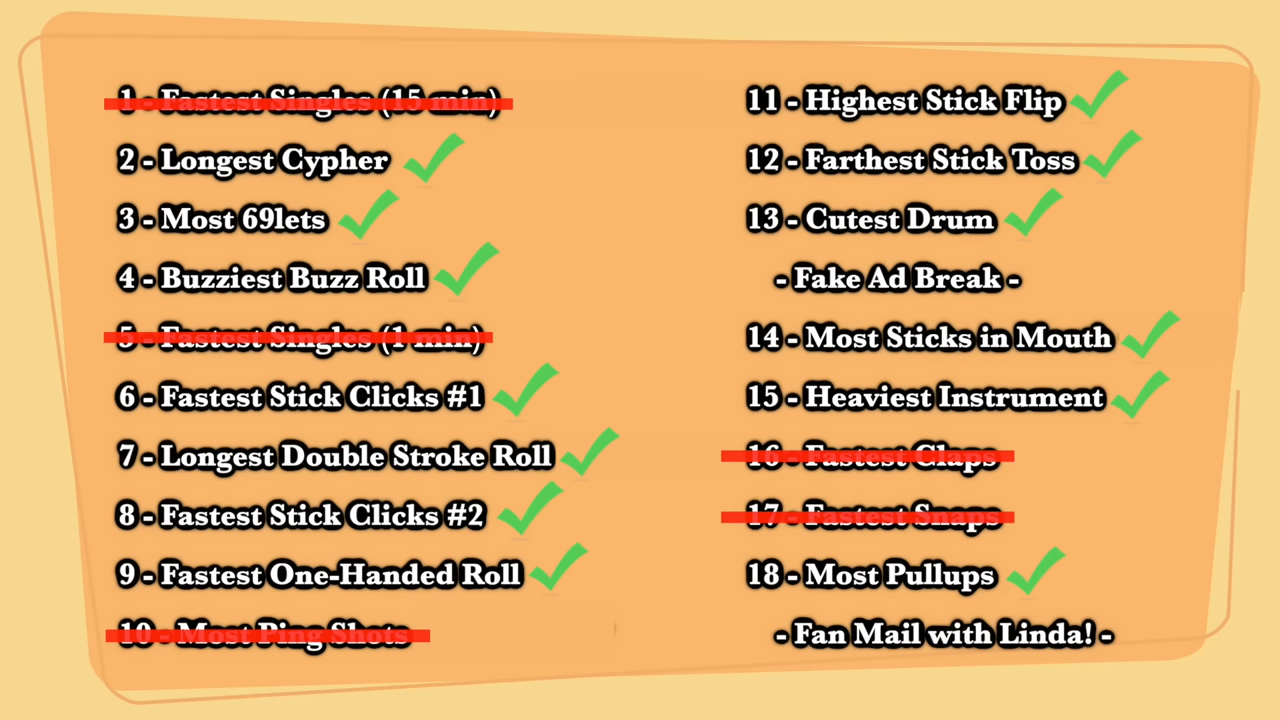 1 - Fastest Singles (15 min)
2 - Longest Cypher
3 - Most 69lets
4 - Buzziest Buzz Roll
5 - Fastest Singles (1 min)
6 - Fastest Stick Clicks #1
7 - Longest Double Stroke Roll
8 - Fastest Stick Clicks #2
9 - Fastest One-Handed Roll
10 - Most Ping Shots
11 - Highest Stick Flip
12 - Farthest Stick Toss
13 - Cutest Drum
- Fake Ad Break -
14 - Most Sticks in Mouth
15 - Heaviest Instrument
16 - Fastest Claps
17 - Fastest Snaps
18 - Most Pullups
- Fan Mail with Linda! -